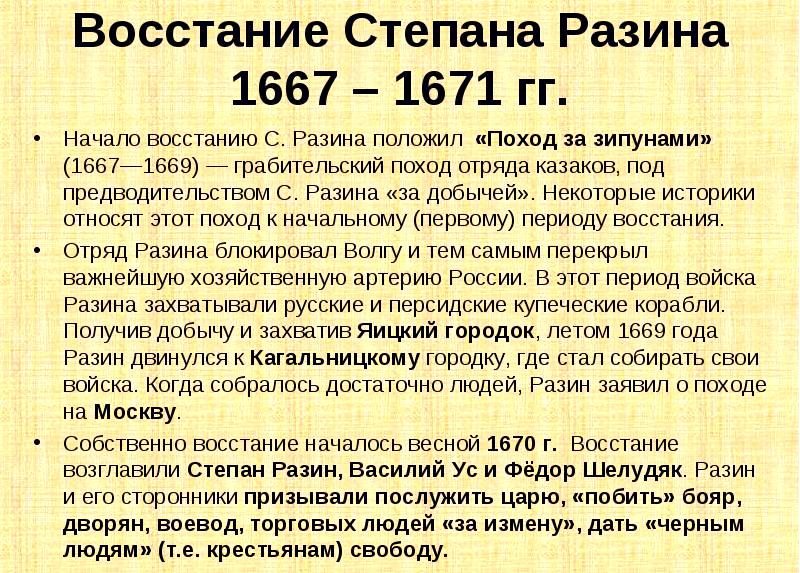 Восстание Степана Разина
1667 – 1671 гг.
• Начало восстанию С. Разина положил «Поход за зипунами»
(1667—1669) — грабительский поход отряда казаков, под
предводительством С. Разина «за добычей». Некоторые историки
относят этот поход к начальному (первому) периоду восстания.
• Отряд Разина блокировал Волгу и тем самым перекрыл
важнейшую хозяйственную артерию России. В этот период войска
Разина захватывали русские и персидские купеческие корабли.
Получив добычу и захватив Яицкий городок, летом 1669 года
Разин двинулся к Кагальницкому городку, где стал собирать свои
войска. Когда собралось достаточно людей, Разин заявил о походе
на Москву.
• Собственно восстание началось весной 1670 г. Восстание
возглавили Степан Разин, Василий Ус и Фёдор Шелудяк. Разин
и его сторонники призывали послужить царю, «побить» бояр,
дворян, воевод, торговых людей «за измену», дать «черным
людям» (т.е. крестьянам) свободу.